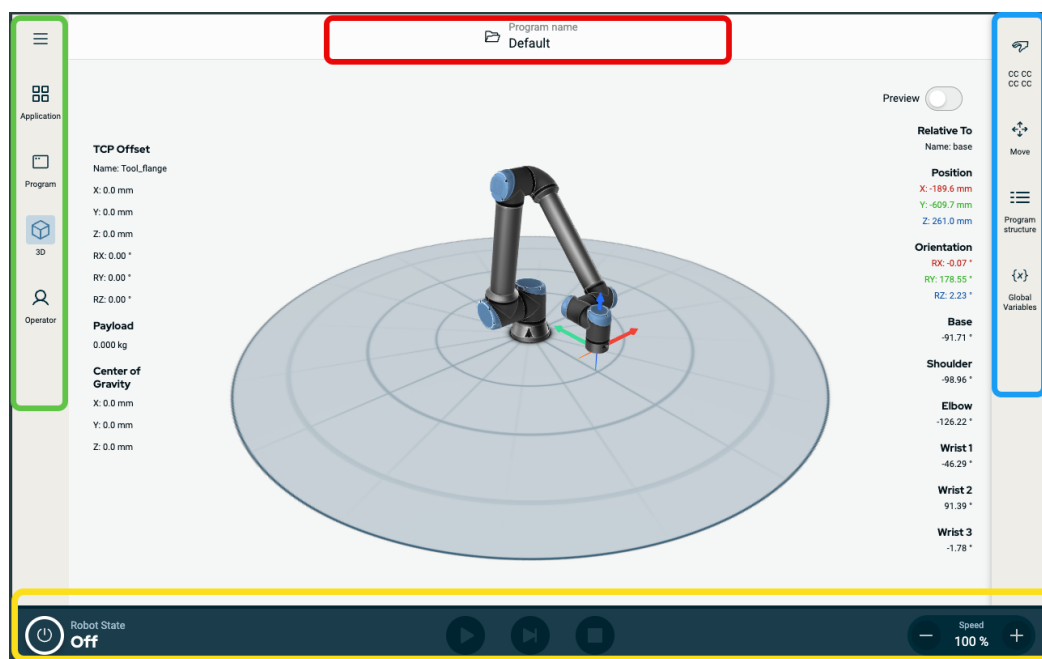 Program name
Default
Application
Program
3D
Operator
TCP Offset
Name: Tool_flange
X: 0.0 mm
Y: 0.0 mm
Z: 0.0 mm
RX: 0.00 °
RY: 0.00 °
RZ: 0.00 °
Payload
0.000 kg
Center of
Gravity
X: 0.0 mm
Y: 0.0 mm
Z: 0.0 mm
Preview
Relative To
Name: base
Position
X: -189.6 mm
Y: -609.7 mm
Z: 261.0 mm
Orientation
RX: -0.07 °
RY: 178.55 °
RZ: 2.23 °
Base
-91.71 °
Shoulder
-98.96 °
Elbow
-126.22 °
Wrist 1
-46.29 °
Wrist 2
91.39 °
Wrist 3
-1.78 °
CC CC
CC CC
Move
Program
structure
{x}
Global
Variables
Robot State
Off
Speed
100 %